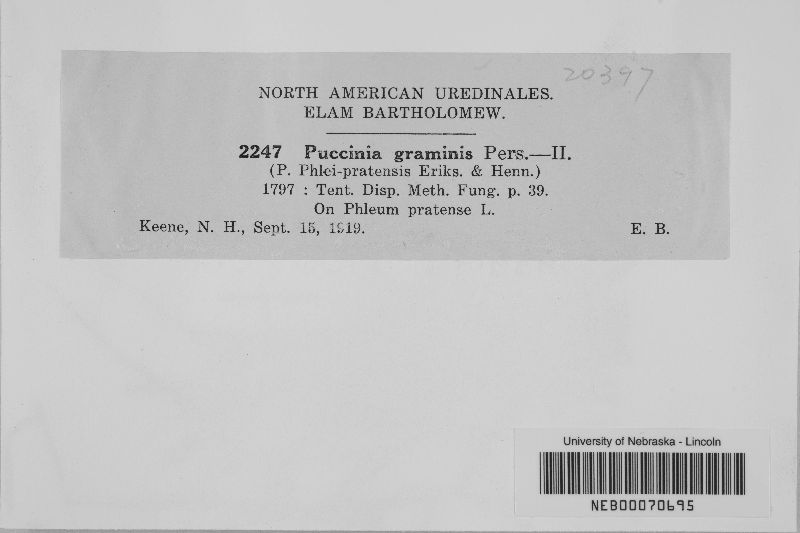 20397
NORTH AMERICAN UREDINALES.
ELAM BARTHOLOMEW.
2247 Puccinia graminis Pers.—II.
(P. Phlei-pratensis Eriks. & Henn.)
1797 : Tent. Disp. Meth. Fung. p. 39.
On Phleum pratense L.
Keene, N. H., Sept. 15, 1919. E. B.
University of Nebraska - Lincoln
NEB00070695